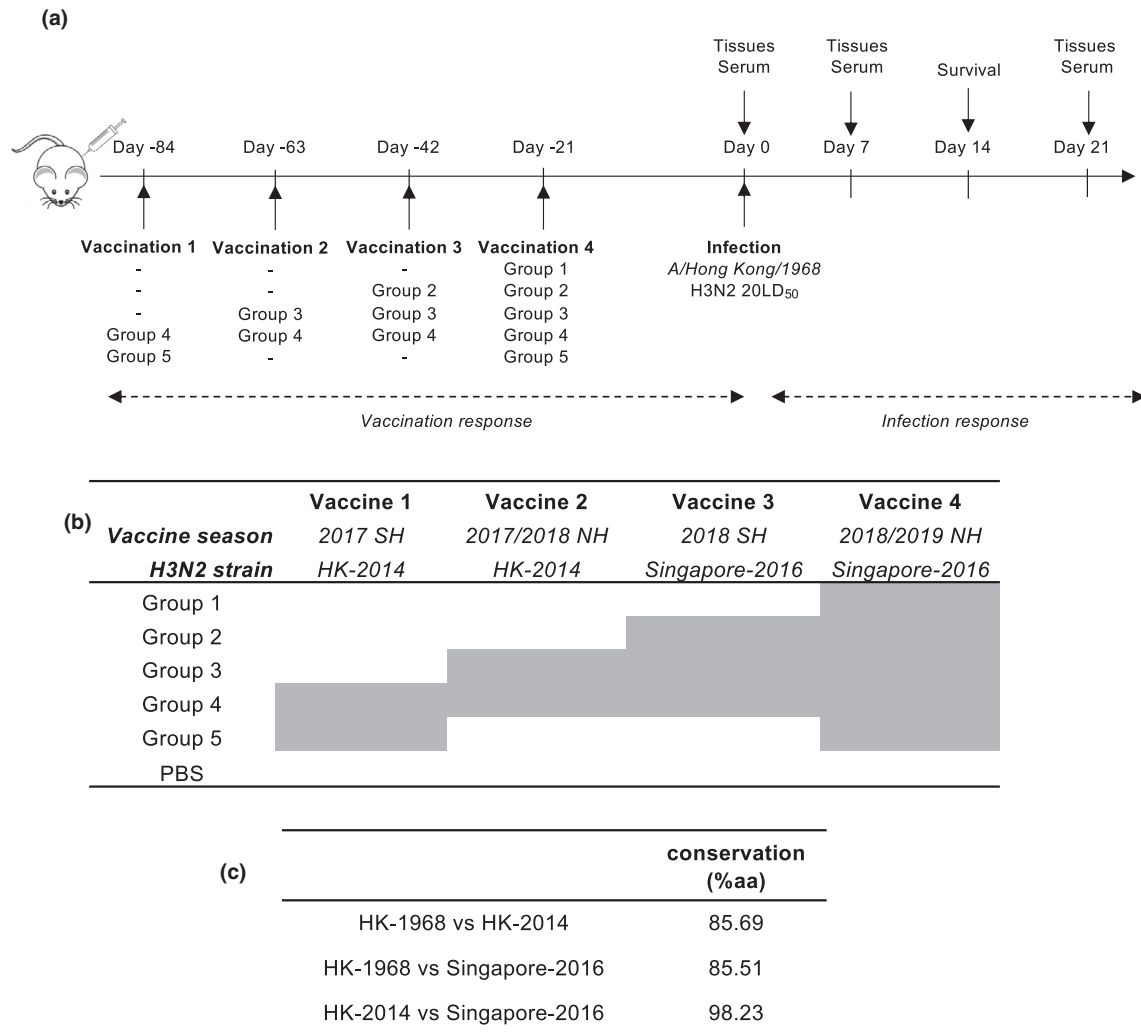 (a)
Tissues Tissues Tissues
Serum Serum Survival Serum
Day -84 Day -63 Day -42 Day -21 Day 0 Day 7 Day 14 Day 21
Vaccination 1 Vaccination 2 Vaccination 3 Vaccination 4 Infection
- - - Group 1 A/Hong Kong/1968
- - Group 2 Group 2 H3N2 20LD₅₀
- Group 3 Group 3 Group 3
Group 4 Group 4 Group 4 Group 4
Group 5 - - Group 5
Vaccination response Infection response
(b)
Vaccine 1 Vaccine 2 Vaccine 3 Vaccine 4
Vaccine season 2017 SH 2017/2018 NH 2018 SH 2018/2019 NH
H3N2 strain HK-2014 HK-2014 Singapore-2016 Singapore-2016
Group 1
Group 2
Group 3
Group 4
Group 5
PBS
(c)
conservation
(%aa)
HK-1968 vs HK-2014 85.69
HK-1968 vs Singapore-2016 85.51
HK-2014 vs Singapore-2016 98.23